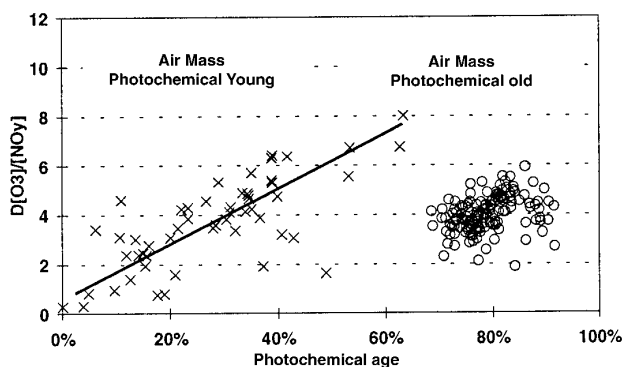 12
10
8
6
4
2
0
D[O3]/[NOy]
Air Mass
Photochemical Young
Air Mass
Photochemical old
0%
20%
40%
60%
80%
100%
Photochemical age